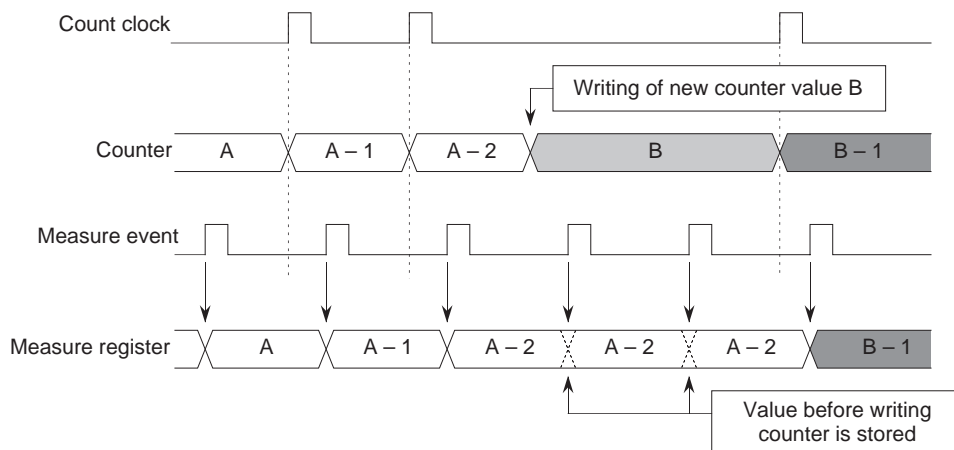 Count clock
Writing of new counter value B
Counter A A – 1 A – 2 B B – 1
Measure event
Measure register A A – 1 A – 2 A – 2 A – 2 B – 1
Value before writing
counter is stored